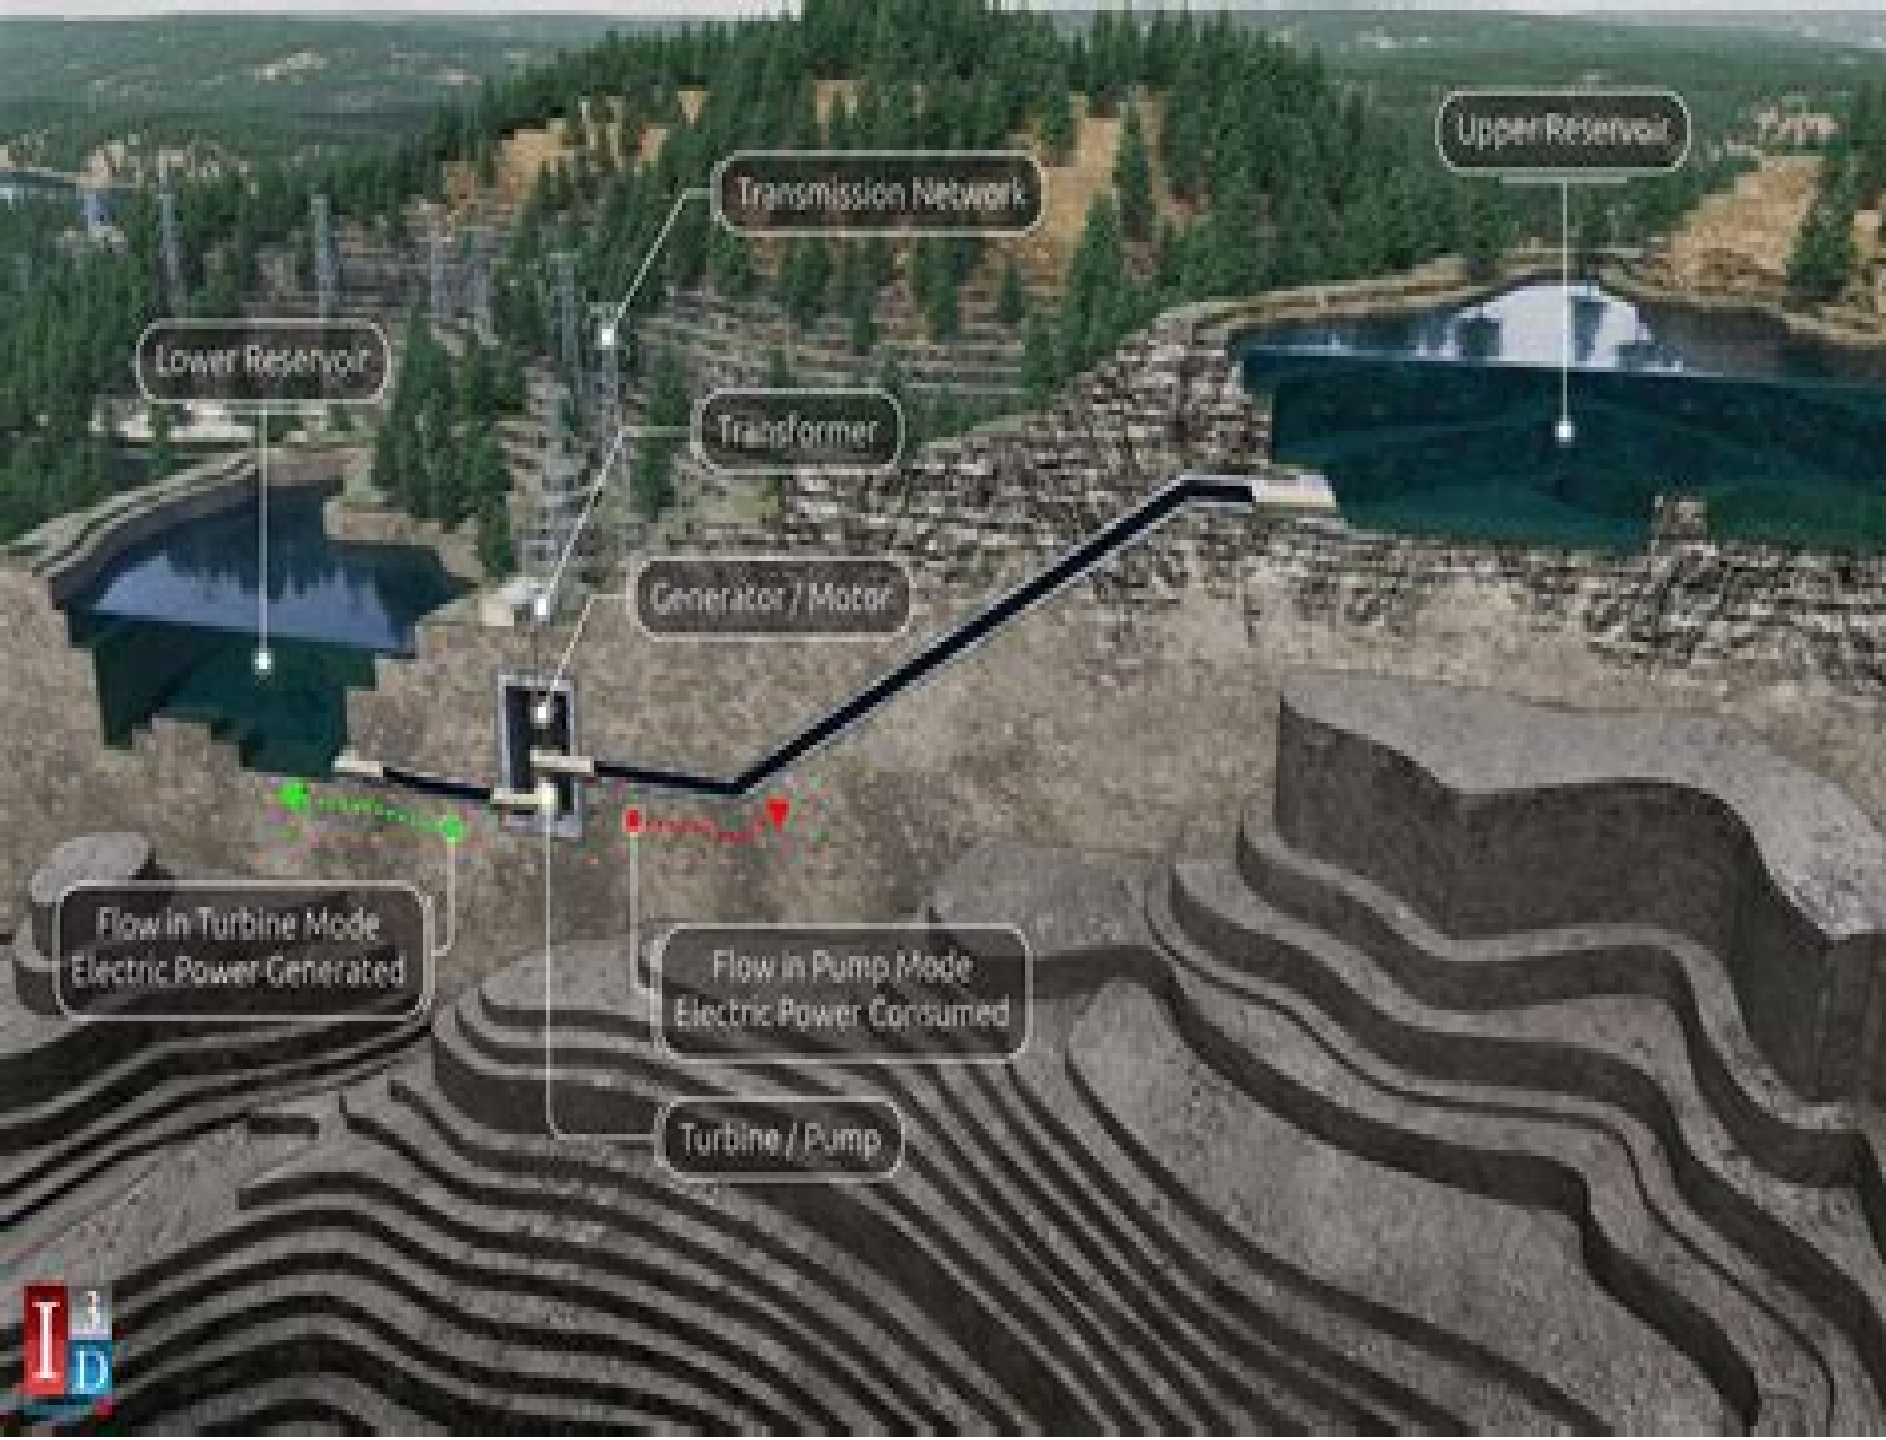 Upper Reservoir
Transmission Network
Lower Reservoir
Transformer
Generator / Motor
Flow in Turbine Mode
Electric Power Generated
Flow in Pump Mode
Electric Power Consumed
Turbine / Pump
I3D